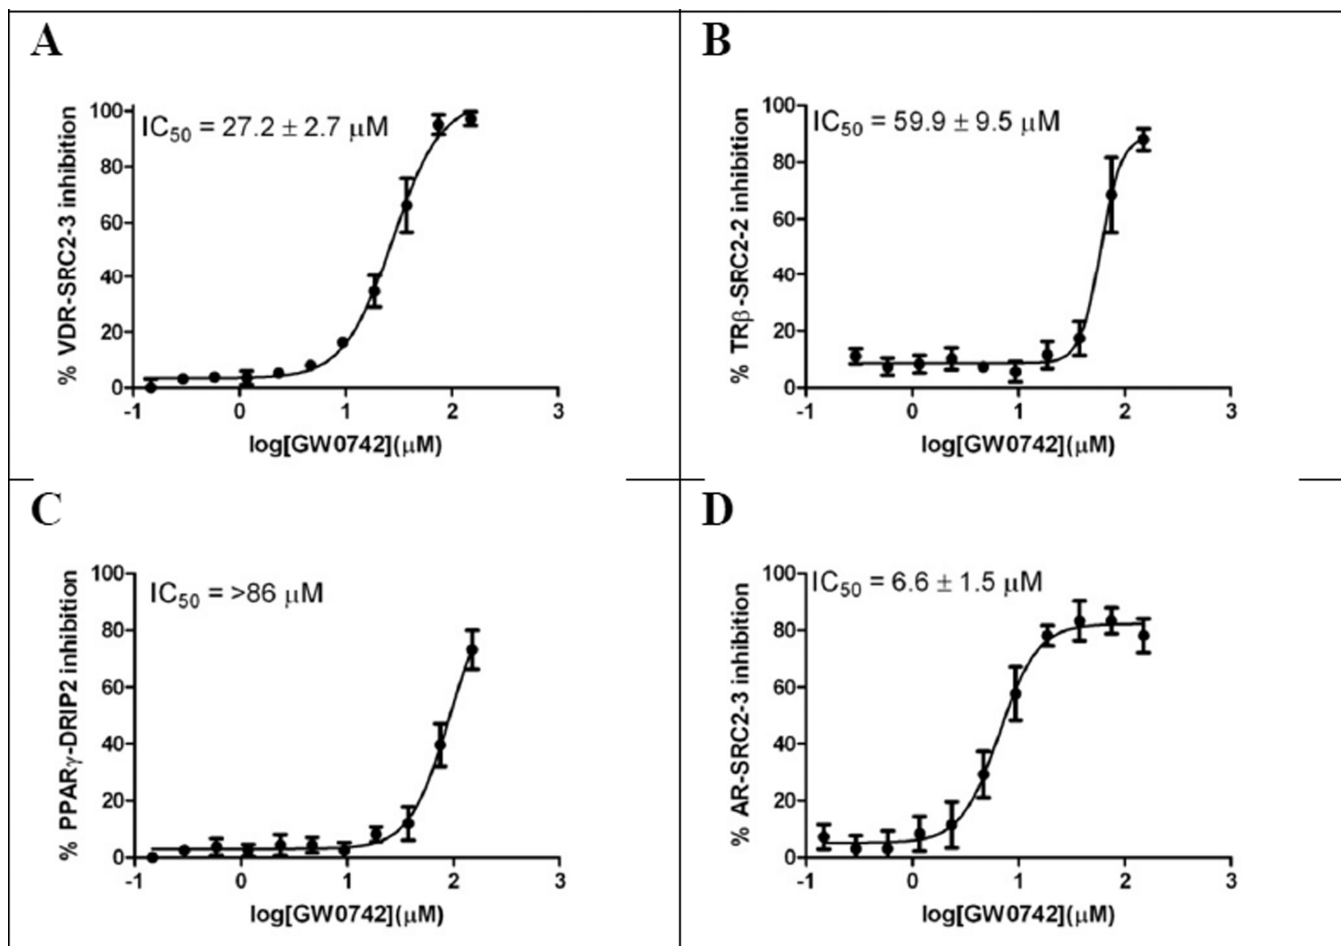 A
IC50 = 27.2 ± 2.7 μM
% VDR-SRC2-3 inhibition
100
80
60
40
20
0
-1 0 1 2 3
log[GW0742](μM)
B
IC50 = 59.9 ± 9.5 μM
% TRβ-SRC2-2 inhibition
100
80
60
40
20
0
-1 0 1 2 3
log[GW0742](μM)
C
IC50 = >86 μM
% PPARγ-DRIP2 inhibition
100
80
60
40
20
0
-1 0 1 2 3
log[GW0742](μM)
D
IC50 = 6.6 ± 1.5 μM
% AR-SRC2-3 inhibition
100
80
60
40
20
0
-1 0 1 2 3
log[GW0742](μM)